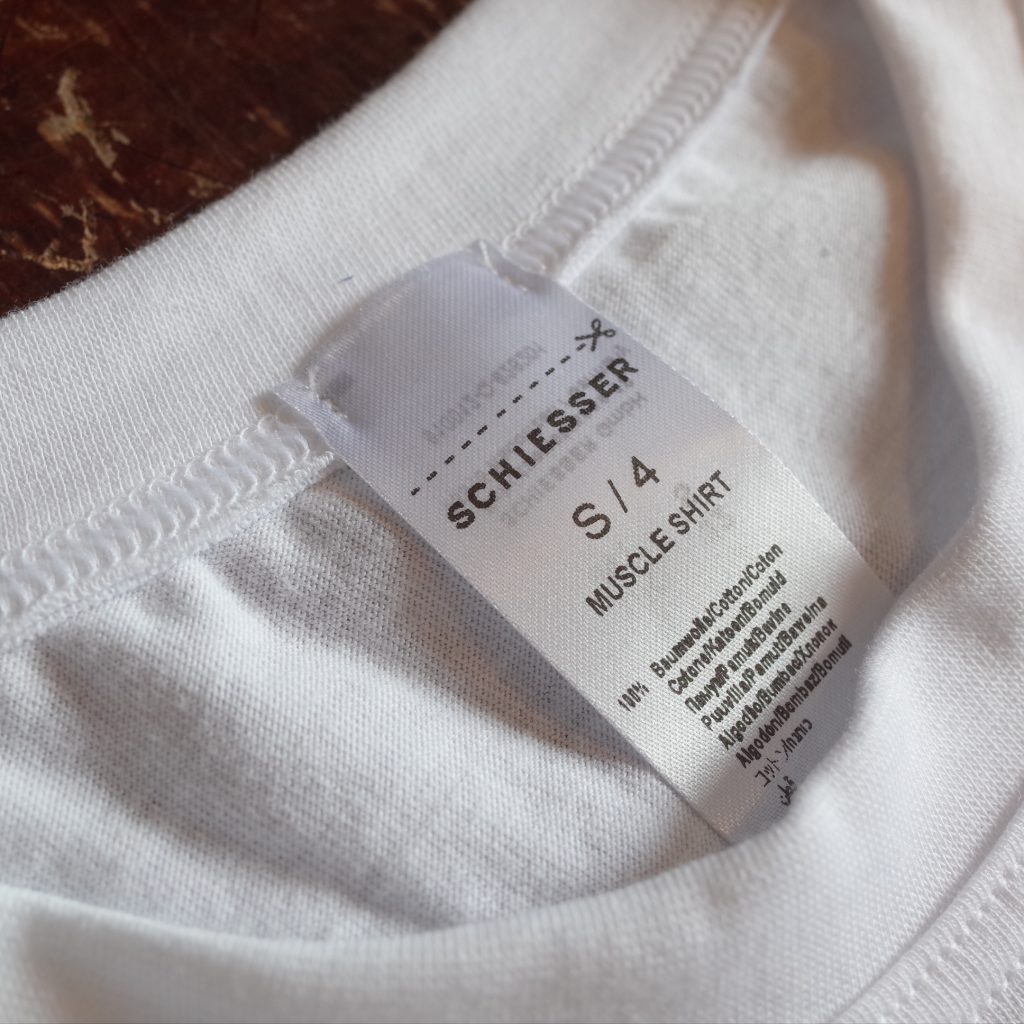 SCHIESSER
S / 4
MUSCLE SHIRT
100% Baumwolle/Cotton/Coton
Cotone/Katoen/Bomuld
Памук/Pamuk/Bavlna
Puuvilla/Pamut/Bawełna
Algodão/Bumbac/Хлопок
Algodon/Bombaž/Bomull